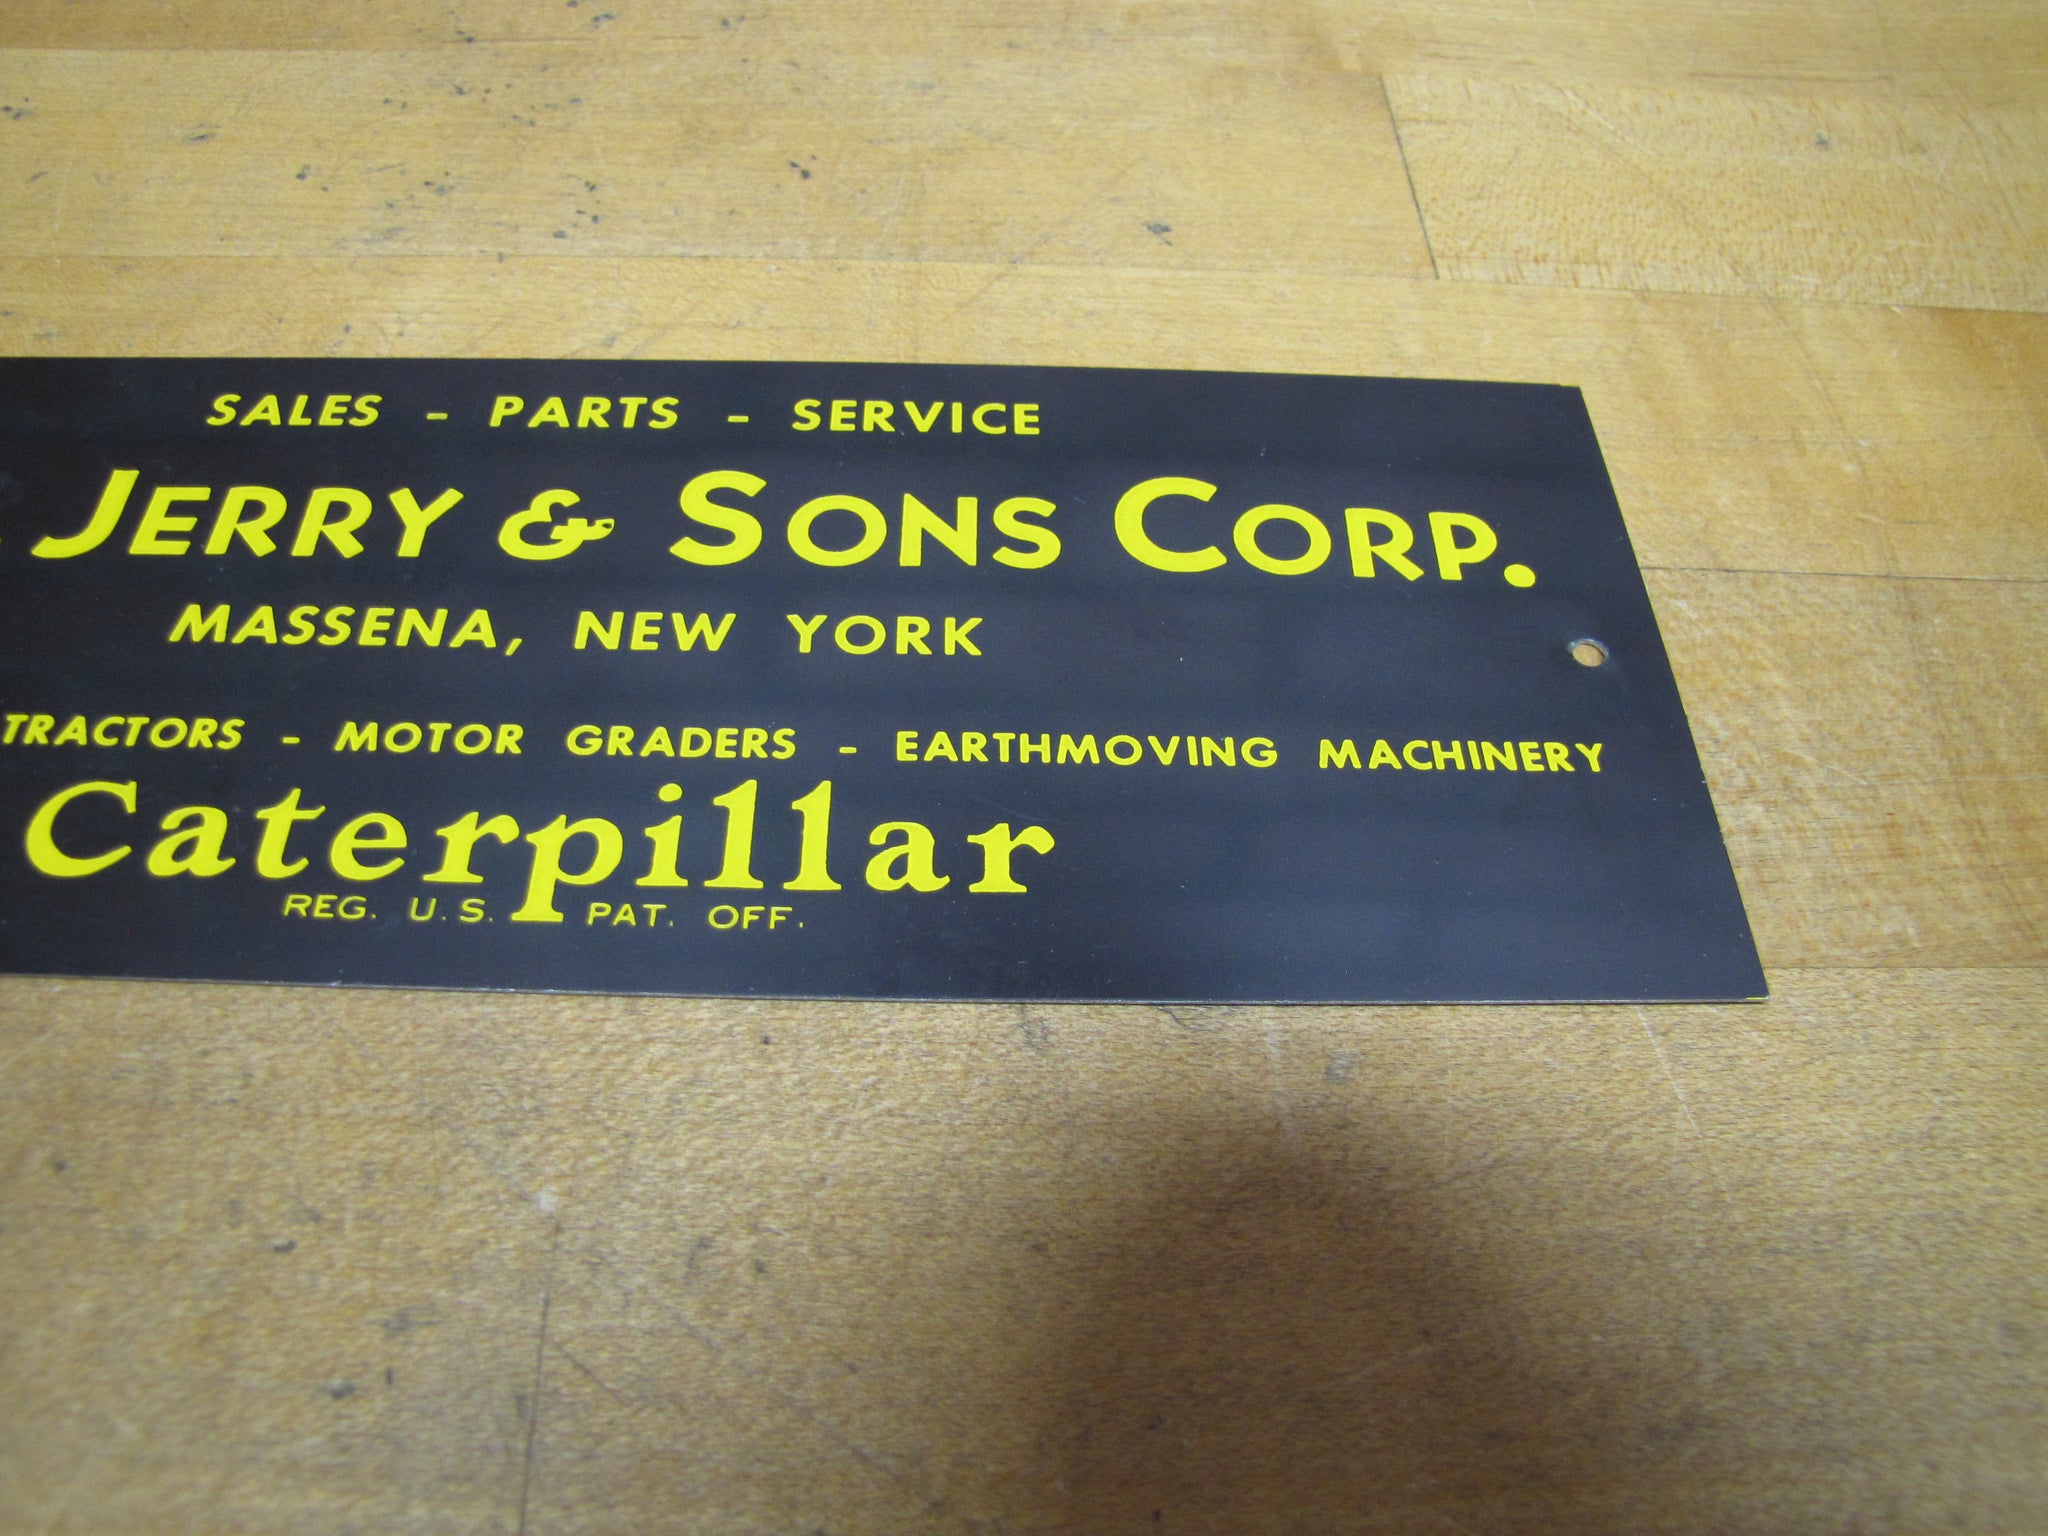 SALES - PARTS - SERVICE
JERRY & SONS CORP.
MASSENA, NEW YORK
TRACTORS - MOTOR GRADERS - EARTHMOVING MACHINERY
Caterpillar
REG. U.S. PAT. OFF.